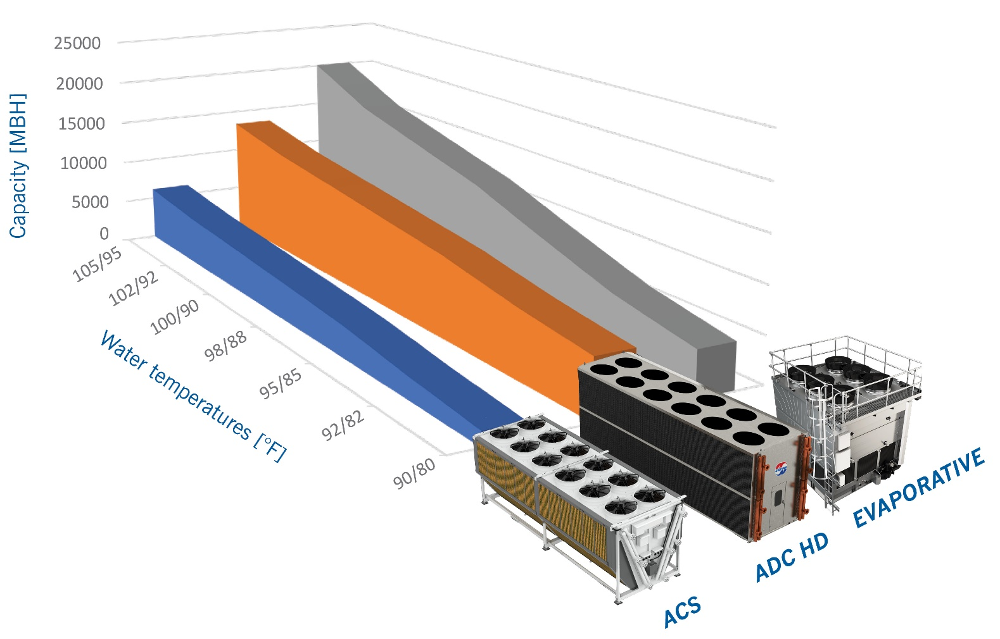 Capacity [MBH]
25000
20000
15000
10000
5000
0
105/95
102/92
100/90
98/88
95/85
92/82
90/80
Water temperatures [°F]
ACS
ADC HD
EVAPORATIVE